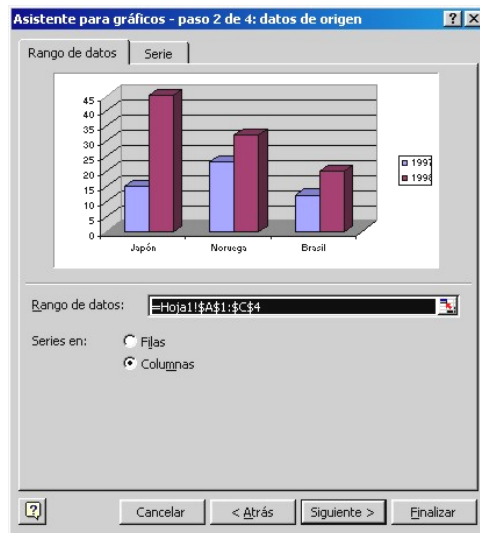 Asistente para gráficos - paso 2 de 4: datos de origen
Rango de datos
Serie
45
40
35
30
25
20
15
10
5
0
Japón
Noruega
Brasil
1997
1998
Rango de datos:
=Hoja1!$A$1:$C$4
Series en:
Filas
Columnas
Cancelar
< Atrás
Siguiente >
Finalizar